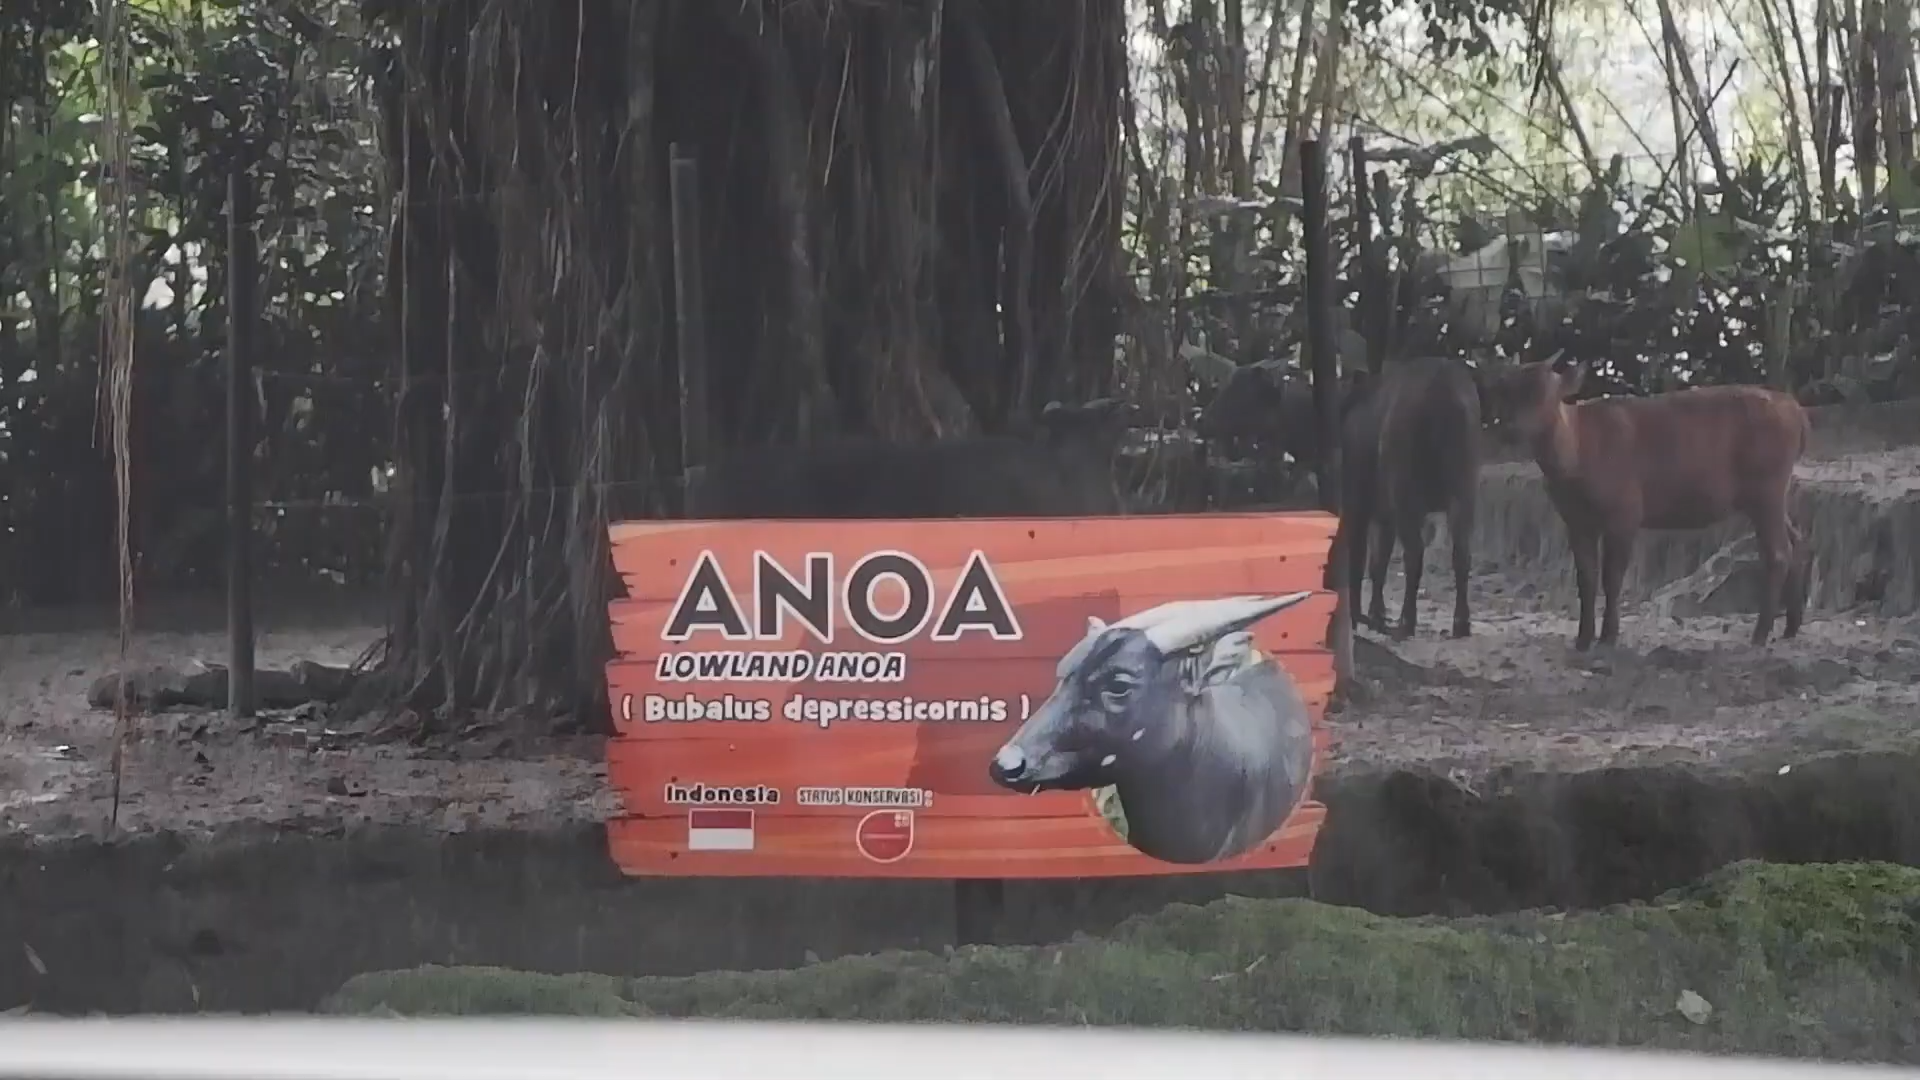 ANOA
LOWLAND ANOA
( Bubalus depressicornis )
Indonesia STATUS KONSERVASI :